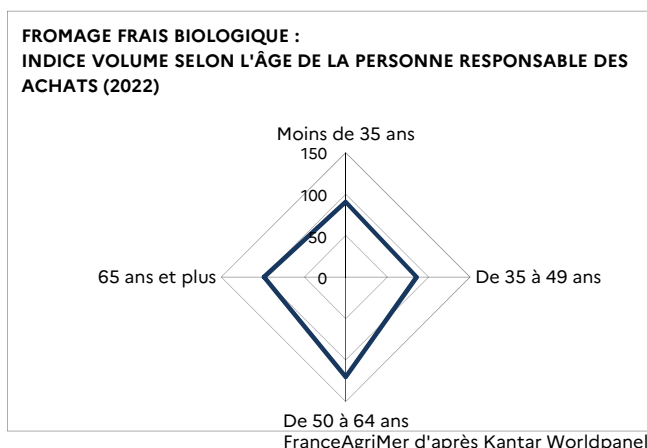 FROMAGE FRAIS BIOLOGIQUE :
INDICE VOLUME SELON L'ÂGE DE LA PERSONNE RESPONSABLE DES
ACHATS (2022)
Moins de 35 ans
150
100
50
0
65 ans et plus
De 35 à 49 ans
De 50 à 64 ans
FranceAgriMer d'après Kantar Worldpanel